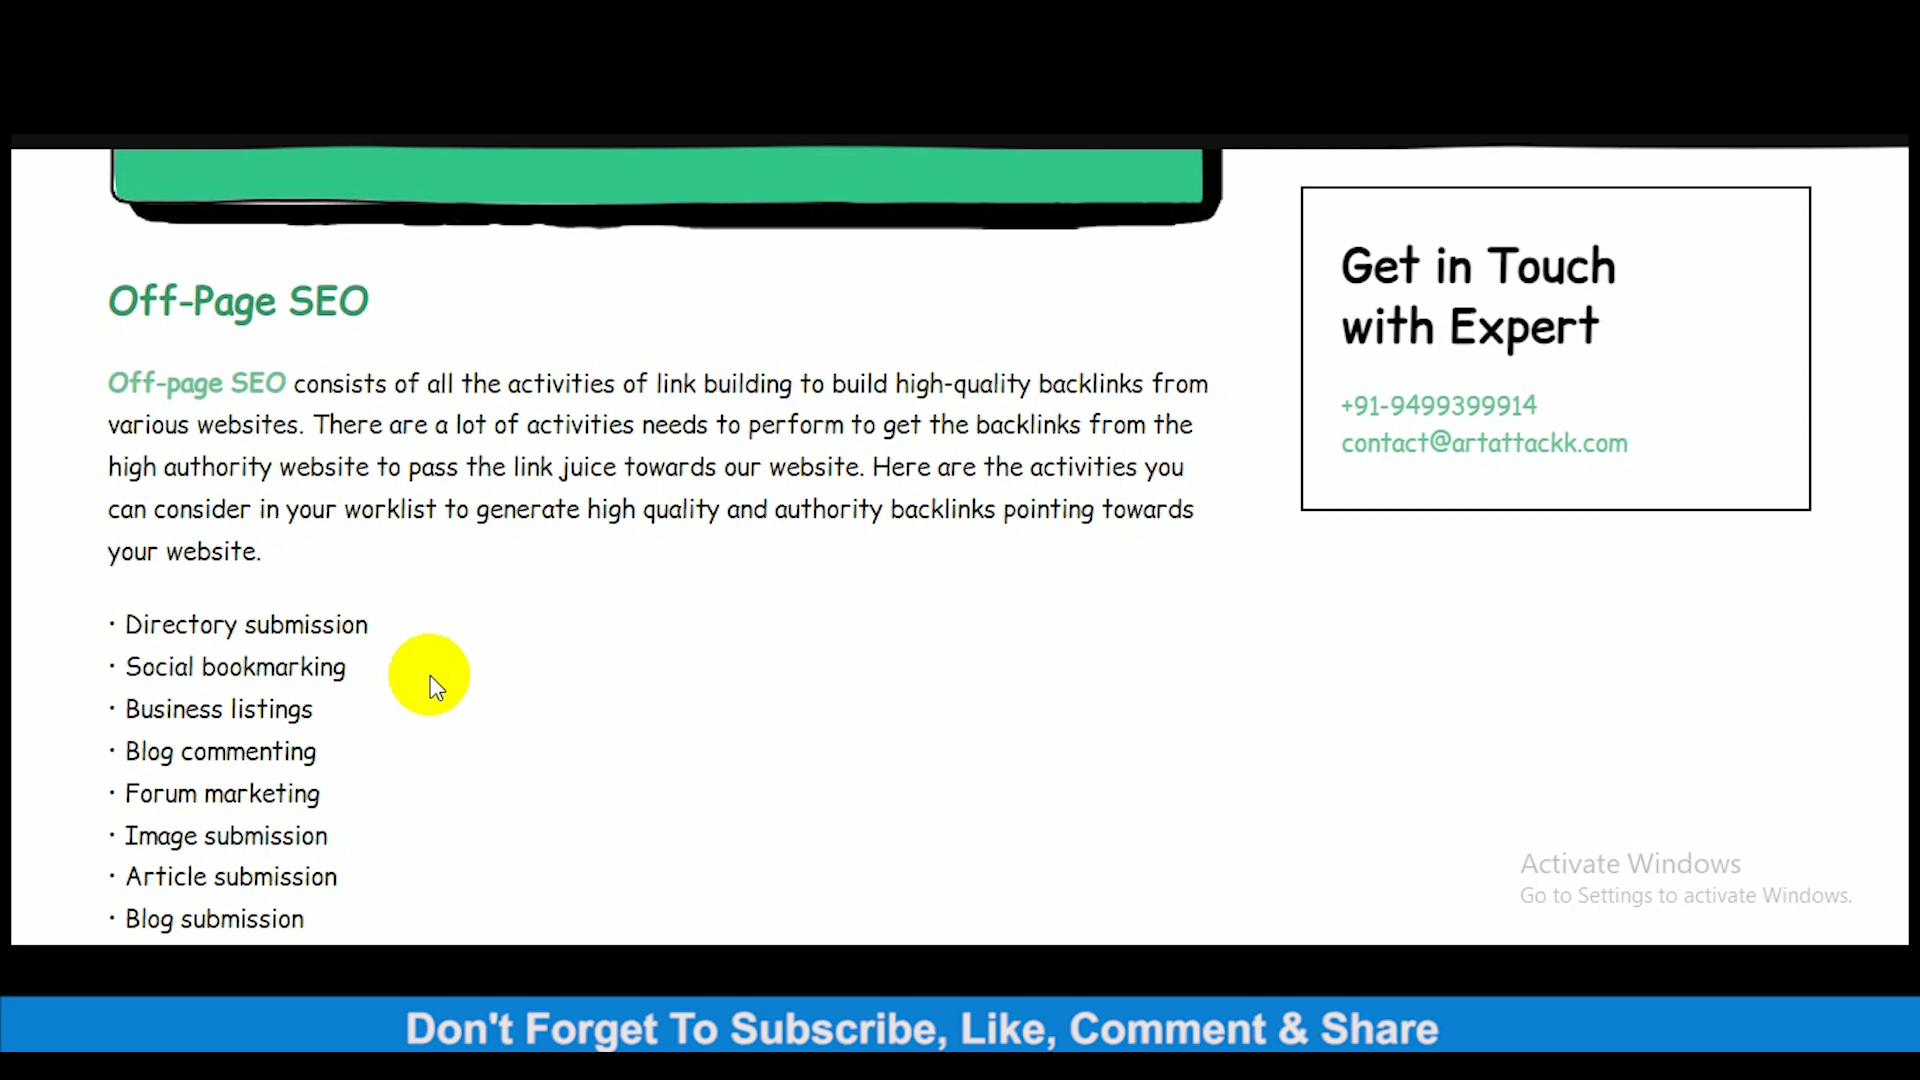 Off-Page SEO
Off-page SEO consists of all the activities of link building to build high-quality backlinks from
various websites. There are a lot of activities needs to perform to get the backlinks from the
high authority website to pass the link juice towards our website. Here are the activities you
can consider in your worklist to generate high quality and authority backlinks pointing towards
your website.
· Directory submission
· Social bookmarking
· Business listings
· Blog commenting
· Forum marketing
· Image submission
· Article submission
· Blog submission
Get in Touch
with Expert
+91-9499399914
contact@artattackk.com
Activate Windows
Go to Settings to activate Windows.
Don't Forget To Subscribe, Like, Comment & Share